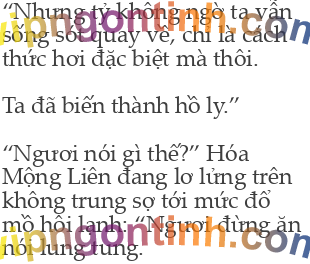 “Nhưng tỷ không ngờ ta vẫn
sống sót quay về, chỉ là cách
thức hơi đặc biệt mà thôi.
Ta đã biến thành hồ ly.”
“Ngươi nói gì thế?” Hóa
Mộng Liên đang lơ lửng trên
không trung sợ tới mức đổ
mồ hôi lạnh: “Ngươi đừng ăn
nói lung tung.
vipngontinh.com
vipngontinh.com